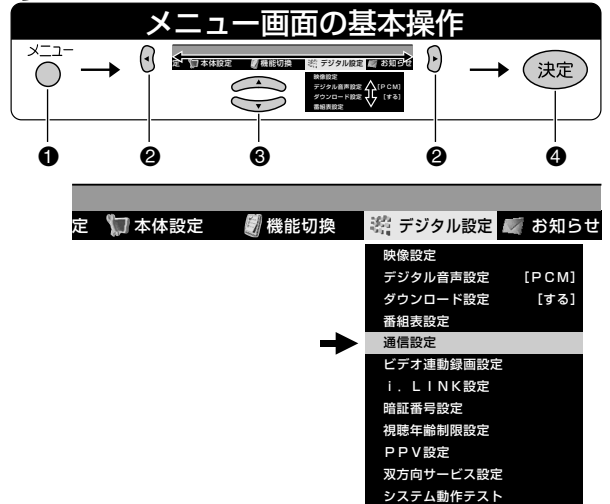 メニュー画面の基本操作
メニュー
定 本体設定 機能切換 デジタル設定 お知らせ
映像設定
デジタル音声設定 [PCM]
ダウンロード設定 [する]
番組表設定
決定
❶ ❷ ❸ ❷ ❹
定 本体設定 機能切換 デジタル設定 お知らせ
映像設定
デジタル音声設定 [PCM]
ダウンロード設定 [する]
番組表設定
通信設定
ビデオ連動録画設定
i.LINK設定
暗証番号設定
視聴年齢制限設定
PPV設定
双方向サービス設定
システム動作テスト